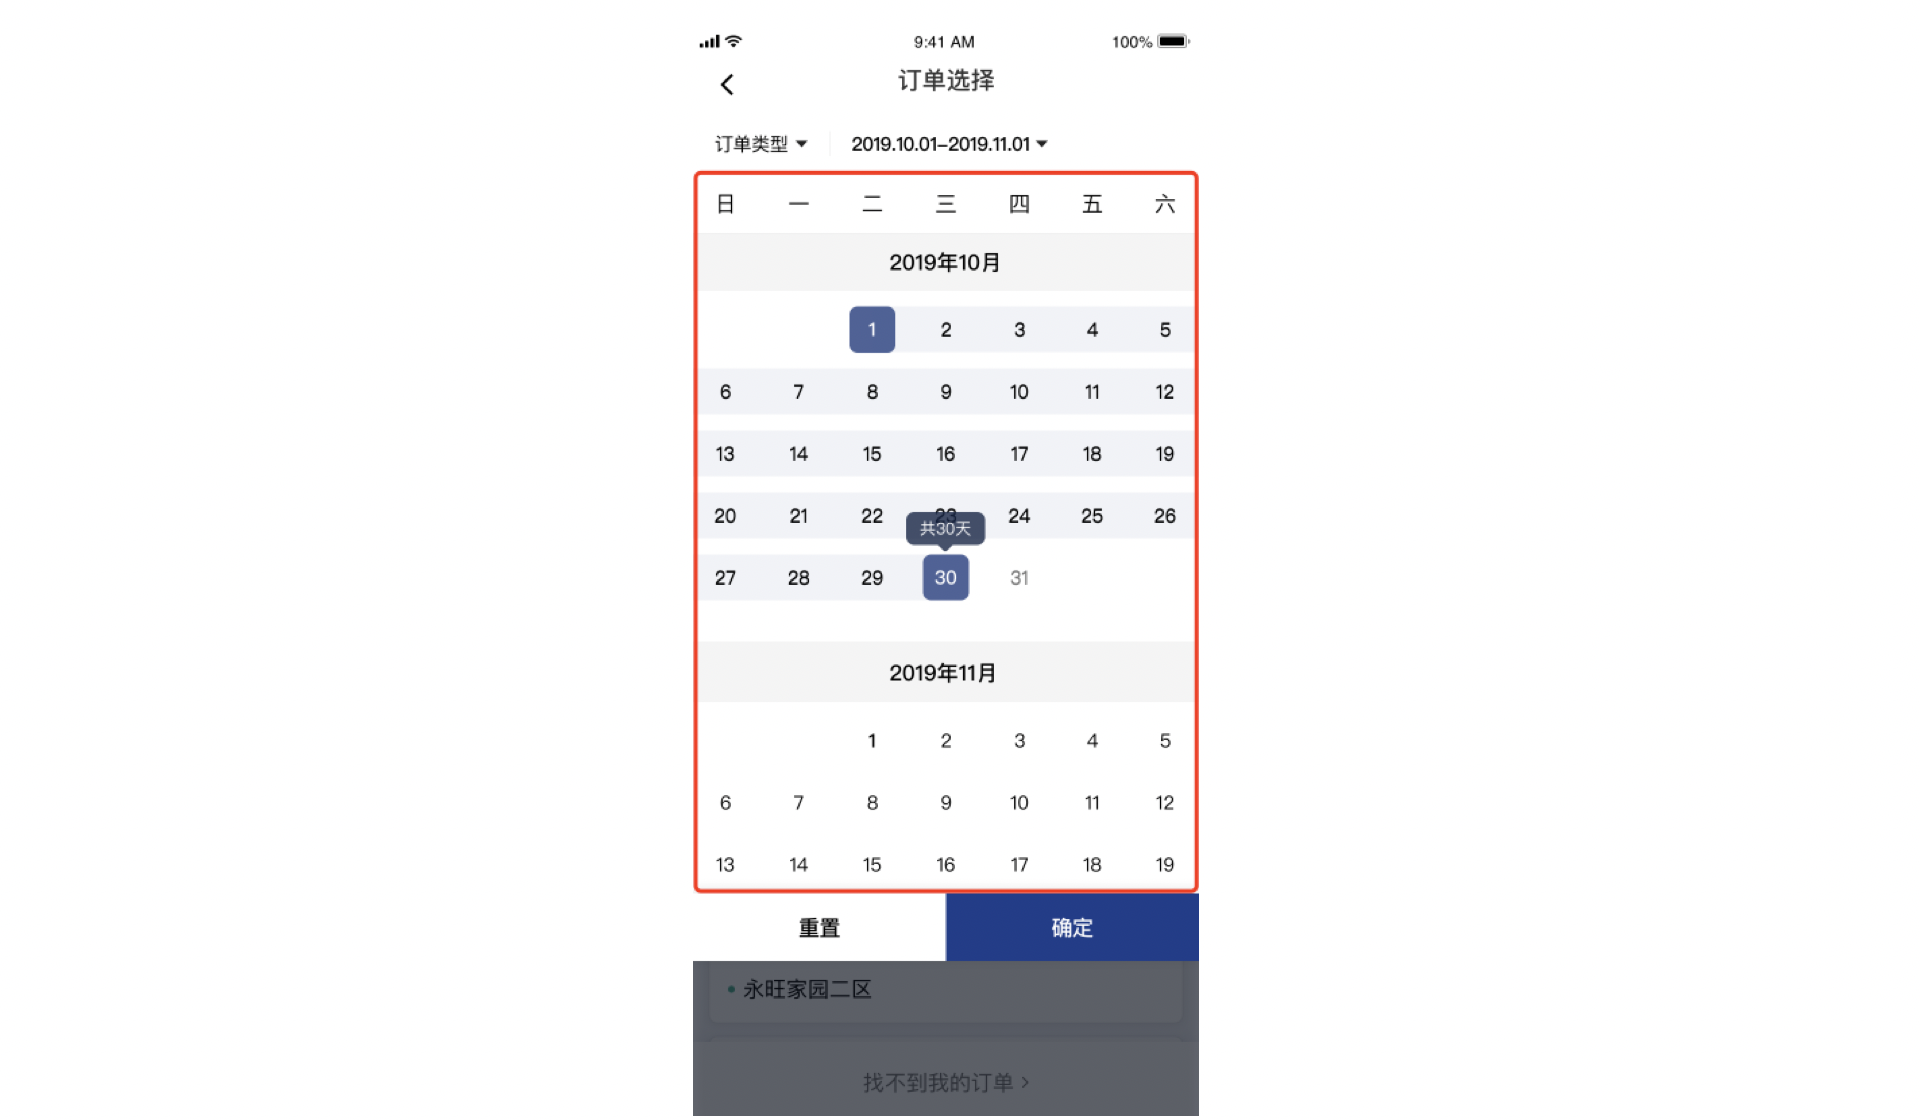 9:41 AM 100%
订单选择
订单类型 2019.10.01-2019.11.01
日 一 二 三 四 五 六
2019年10月
1 2 3 4 5
6 7 8 9 10 11 12
13 14 15 16 17 18 19
20 21 22 23 24 25 26
共30天
27 28 29 30 31
2019年11月
1 2 3 4 5
6 7 8 9 10 11 12
13 14 15 16 17 18 19
重置 确定
永旺家园二区
找不到我的订单 >